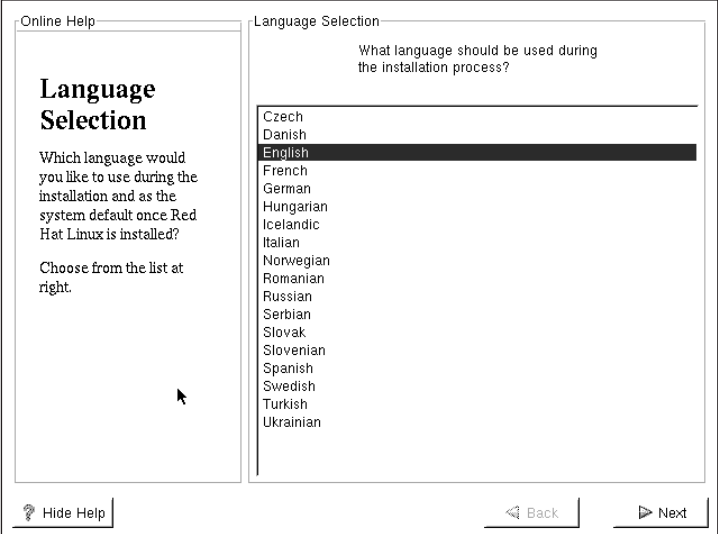 Online Help
Language
Selection
Which language would
you like to use during the
installation and as the
system default once Red
Hat Linux is installed?
Choose from the list at
right.
Language Selection
What language should be used during
the installation process?
Czech
Danish
English
French
German
Hungarian
Icelandic
Italian
Norwegian
Romanian
Russian
Serbian
Slovak
Slovenian
Spanish
Swedish
Turkish
Ukrainian
Hide Help
Back
Next